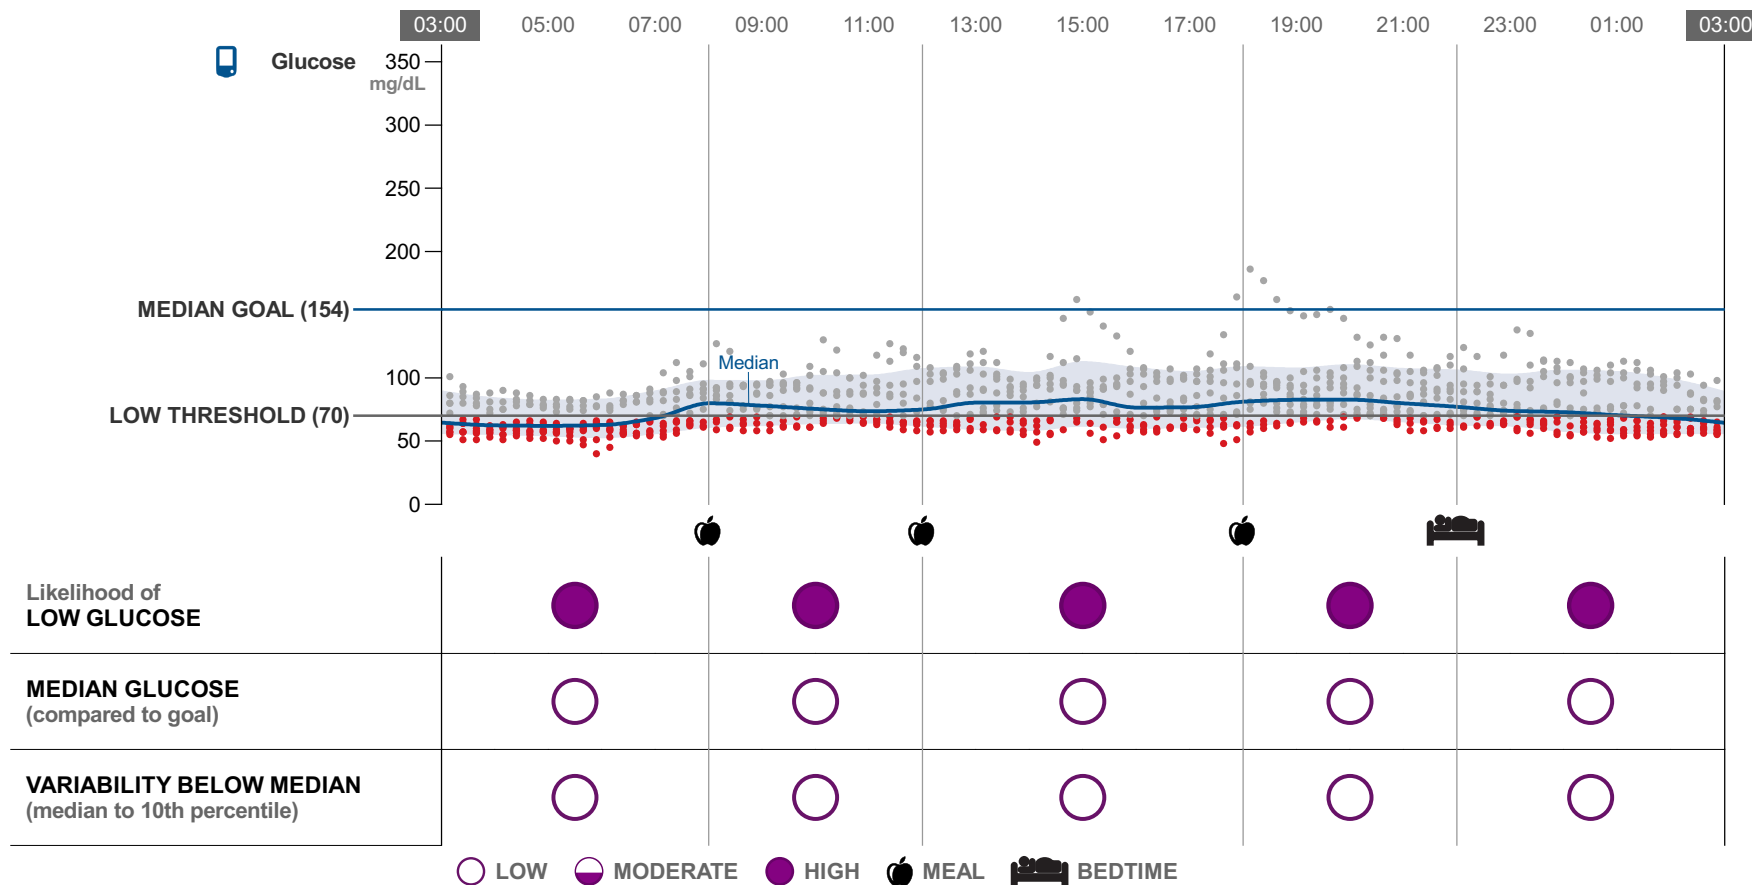 03:00 05:00 07:00 09:00 11:00 13:00 15:00 17:00 19:00 21:00 23:00 01:00 03:00
Glucose 350
mg/dL
300
250
200
MEDIAN GOAL (154)
Median
100
LOW THRESHOLD (70)
50
0
Likelihood of
LOW GLUCOSE
MEDIAN GLUCOSE
(compared to goal)
VARIABILITY BELOW MEDIAN
(median to 10th percentile)
LOW MODERATE HIGH MEAL BEDTIME